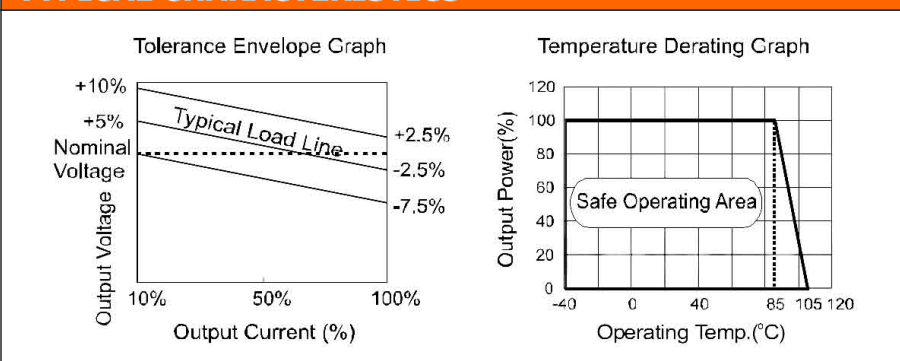 Tolerance Envelope Graph
+10%
+5%
Nominal
Voltage
Typical Load Line
+2.5%
-2.5%
-7.5%
Output Voltage
10% 50% 100%
Output Current (%)
Temperature Derating Graph
120
100
80
60
40
20
0
Output Power(%)
Safe Operating Area
-40 0 40 85 105 120
Operating Temp.(°C)